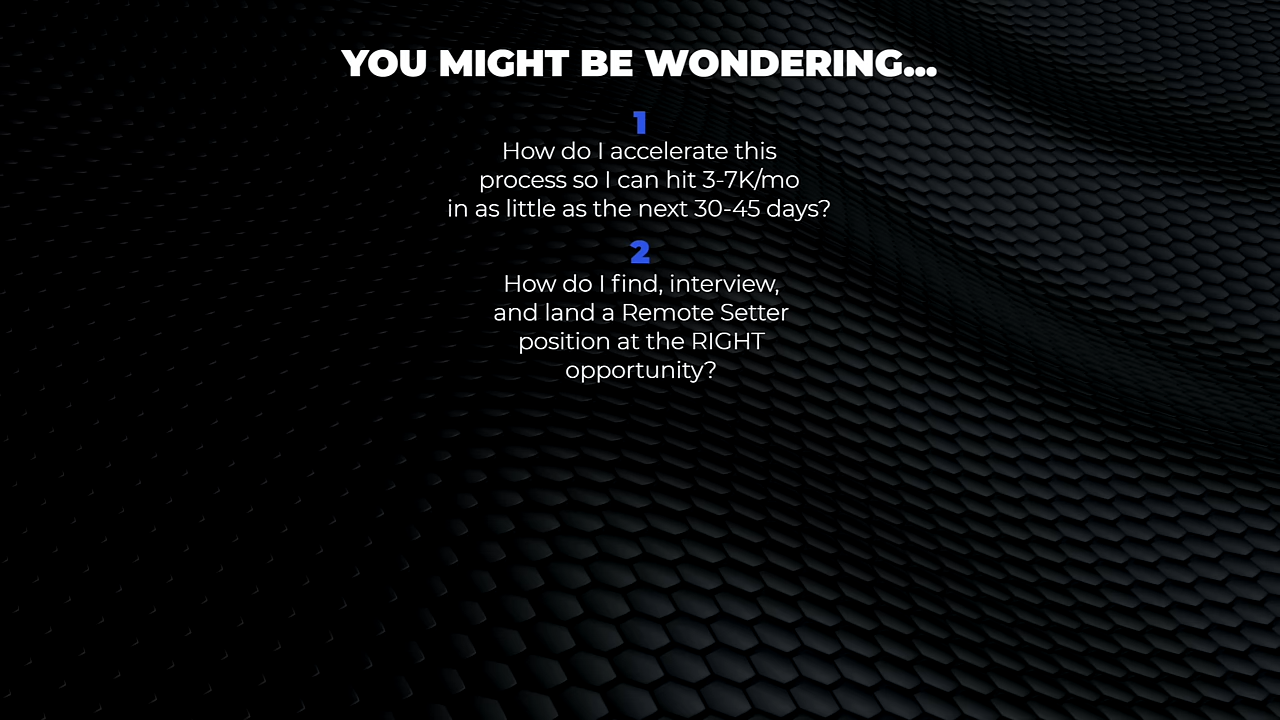 YOU MIGHT BE WONDERING...
1
How do I accelerate this
process so I can hit 3-7K/mo
in as little as the next 30-45 days?
2
How do I find, interview,
and land a Remote Setter
position at the RIGHT
opportunity?